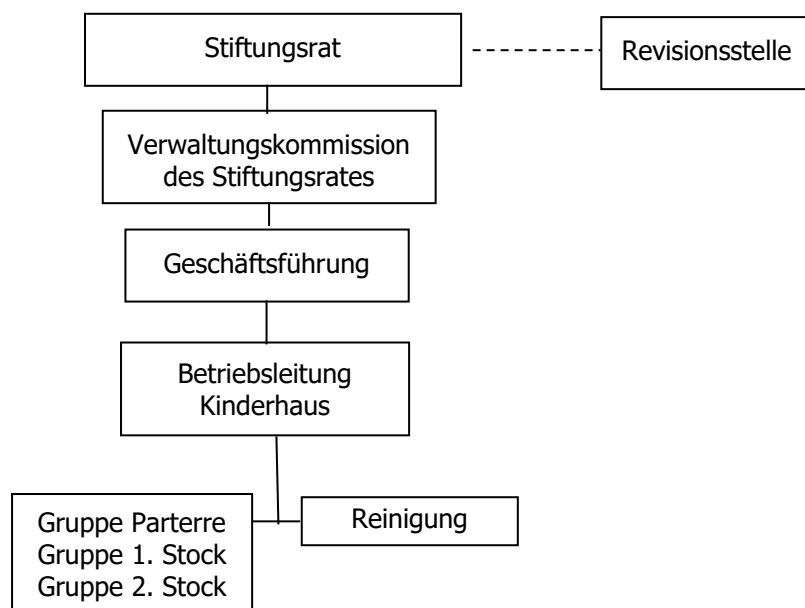 Stiftungsrat
Revisionsstelle
Verwaltungskommission
des Stiftungsrates
Geschäftsführung
Betriebsleitung
Kinderhaus
Gruppe Parterre
Gruppe 1. Stock
Gruppe 2. Stock
Reinigung